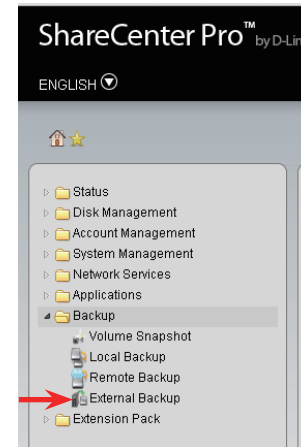 ShareCenter Pro™ by D-Lin
ENGLISH
Status
Disk Management
Account Management
System Management
Network Services
Applications
Backup
Volume Snapshot
Local Backup
Remote Backup
External Backup
Extension Pack